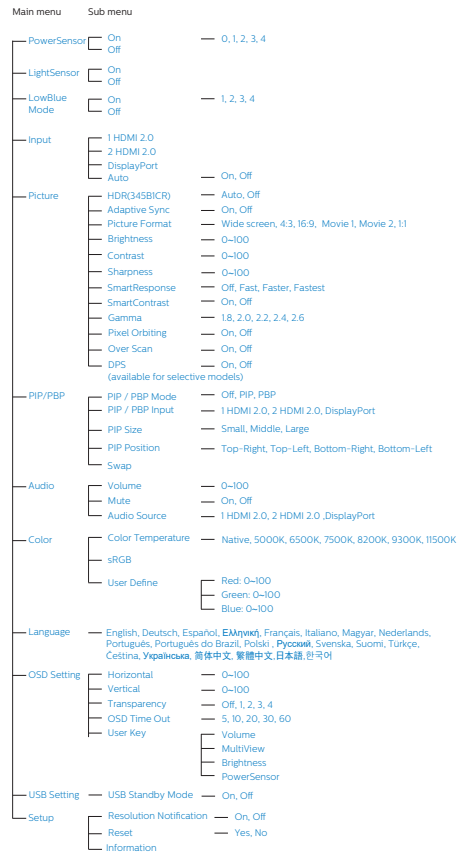 Main menu Sub menu
PowerSensor On 0, 1, 2, 3, 4
Off
LightSensor On
Off
LowBlue Mode On 1, 2, 3, 4
Off
Input 1 HDMI 2.0
2 HDMI 2.0
DisplayPort
Auto On, Off
Picture HDR(345B1CR) Auto, Off
Adaptive Sync On, Off
Picture Format Wide screen, 4:3, 16:9, Movie 1, Movie 2, 1:1
Brightness 0-100
Contrast 0-100
Sharpness 0-100
SmartResponse Off, Fast, Faster, Fastest
SmartContrast On, Off
Gamma 1.8, 2.0, 2.2, 2.4, 2.6
Pixel Orbiting On, Off
Over Scan On, Off
DPS On, Off
(available for selective models)
PIP/PBP PIP / PBP Mode Off, PIP, PBP
PIP / PBP Input 1 HDMI 2.0, 2 HDMI 2.0, DisplayPort
PIP Size Small, Middle, Large
PIP Position Top-Right, Top-Left, Bottom-Right, Bottom-Left
Swap
Audio Volume 0-100
Mute On, Off
Audio Source 1 HDMI 2.0, 2 HDMI 2.0 ,DisplayPort
Color Color Temperature Native, 5000K, 6500K, 7500K, 8200K, 9300K, 11500K
sRGB
User Define Red: 0-100
Green: 0-100
Blue: 0-100
Language English, Deutsch, Español, Ελληνική, Français, Italiano, Magyar, Nederlands,
Português, Português do Brazil, Polski , Русский, Svenska, Suomi, Türkçe,
Čeština, Українська, 简体中文, 繁體中文,日本語,한국어
OSD Setting Horizontal 0-100
Vertical 0-100
Transparency Off, 1, 2, 3, 4
OSD Time Out 5, 10, 20, 30, 60
User Key Volume
MultiView
Brightness
PowerSensor
USB Setting USB Standby Mode On, Off
Setup Resolution Notification On, Off
Reset Yes, No
Information